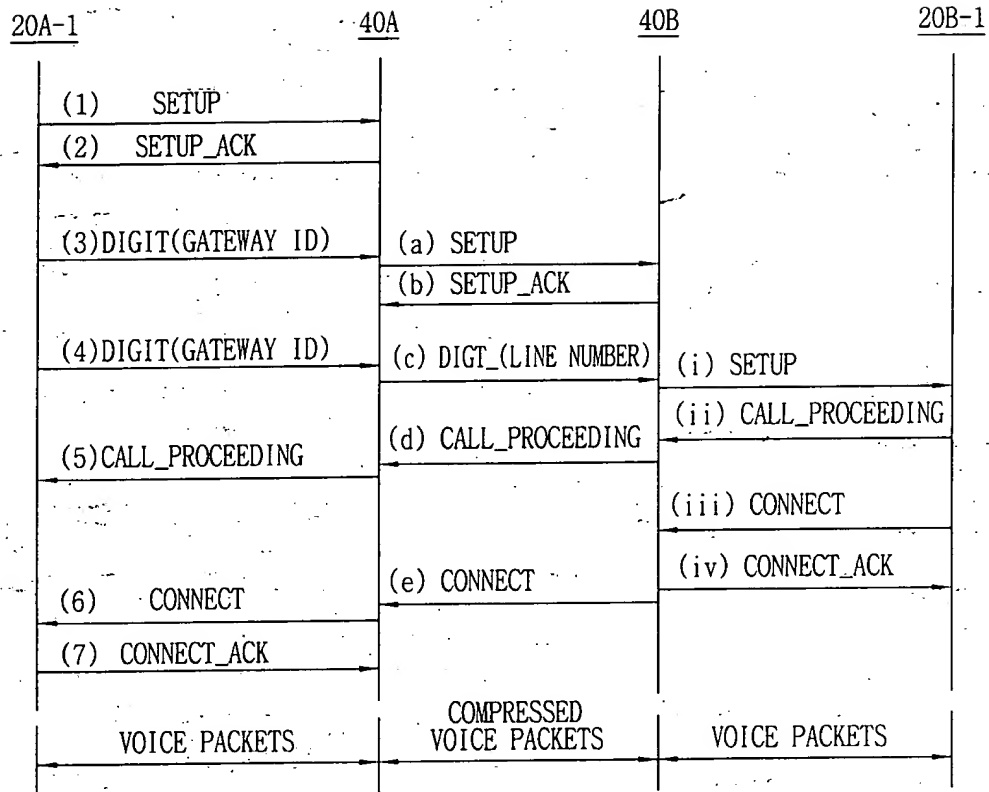 20A-1 40A 40B 20B-1
(1) SETUP
(2) SETUP_ACK
(3)DIGIT(GATEWAY ID)
(a) SETUP
(b) SETUP_ACK
(4)DIGIT(GATEWAY ID)
(c) DIGT_(LINE NUMBER)
(i) SETUP
(ii) CALL_PROCEEDING
(d) CALL_PROCEEDING
(5)CALL_PROCEEDING
(iii) CONNECT
(iv) CONNECT_ACK
(e) CONNECT
(6) CONNECT
(7) CONNECT_ACK
VOICE PACKETS
COMPRESSED
VOICE PACKETS
VOICE PACKETS